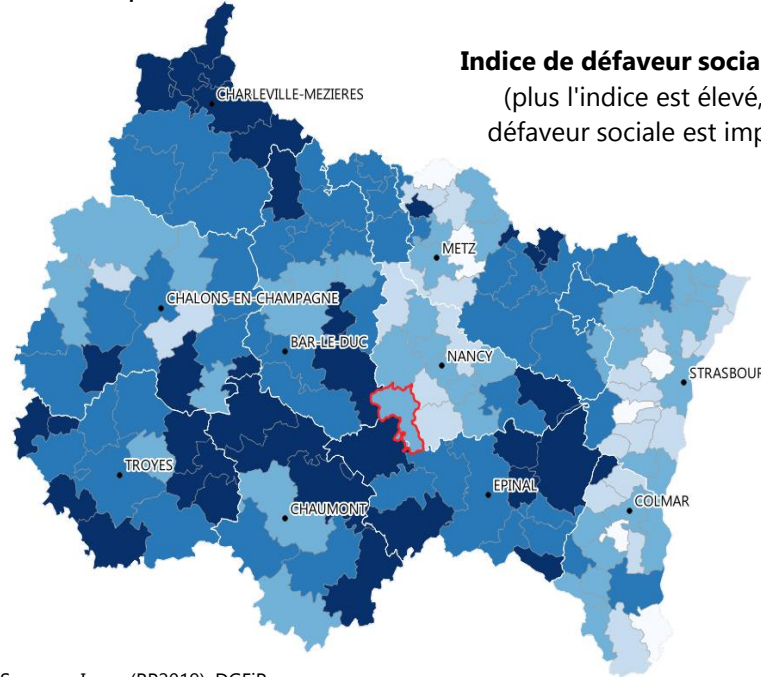 Indice de défaveur socia
(plus l'indice est élevé,
défaveur sociale est imp
CHARLEVILLE-MEZIERES
METZ
CHALONS-EN-CHAMPAGNE
BAR-LE-DUC
NANCY
STRASBOUR
TROYES
EPINAL
CHAUMONT
COLMAR